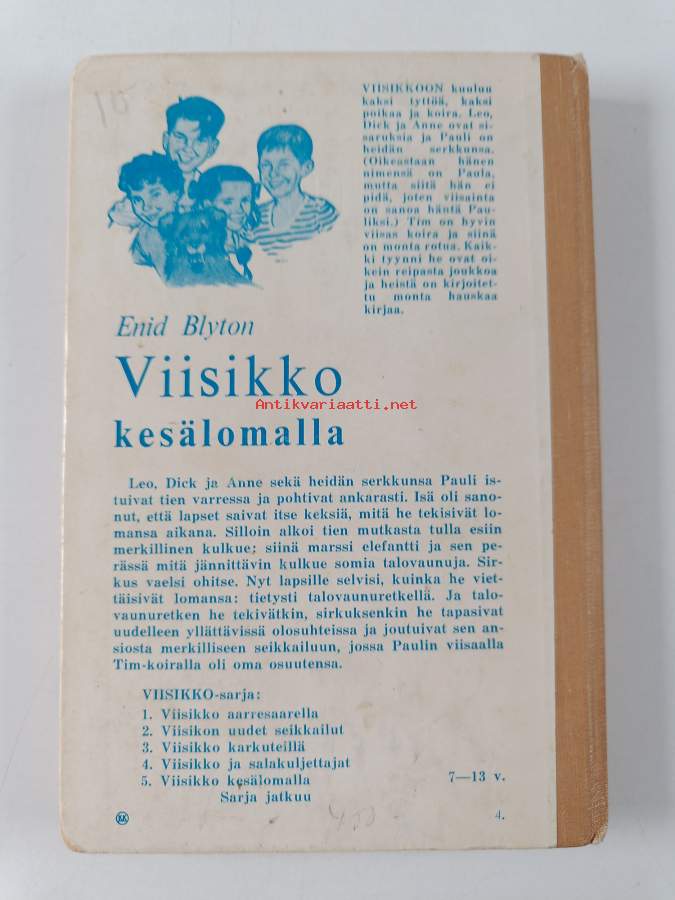 10
VIISIKKOON kuuluu
kaksi tyttöä, kaksi
poikaa ja koira. Leo,
Dick ja Anne ovat si-
saruksia ja Pauli on
heidän serkkunsa.
(Oikeastaan hänen
nimensä on Paula,
mutta siitä hän ei
pidä, joten viisainta
on sanoa häntä Pau-
liksi.) Tim on hyvin
viisas koira ja siinä
on monta rotua. Kaik-
ki tyynni he ovat oi-
kein reipasta joukkoa
ja heistä on kirjoitet-
tu monta hauskaa
kirjaa.
Enid Blyton
Viisikko
Antikvariaatti.net
kesälomalla
Leo, Dick ja Anne sekä heidän serkkunsa Pauli is-
tuivat tien varressa ja pohtivat ankarasti. Isä oli sano-
nut, että lapset saivat itse keksiä, mitä he tekisivät lo-
mansa aikana. Silloin alkoi tien mutkasta tulla esiin
merkillinen kulkue; siinä marssi elefantti ja sen pe-
rässä mitä jännittävin kulkue somia talovaunuja. Sir-
kus vaelsi ohitse. Nyt lapsille selvisi, kuinka he viet-
täisivät lomansa: tietysti talovaunuretkellä. Ja talo-
vaunuretken he tekivätkin, sirkuksenkin he tapasivat
uudelleen yllättävissä olosuhteissa ja joutuivat sen an-
siosta merkilliseen seikkailuun, jossa Paulin viisaalla
Tim-koiralla oli oma osuutensa.
VIISIKKO-sarja:
1. Viisikko aarresaarella
2. Viisikon uudet seikkailut
3. Viisikko karkuteillä
4. Viisikko ja salakuljettajat
5. Viisikko kesälomalla
7—13 v.
Sarja jatkuu
4.